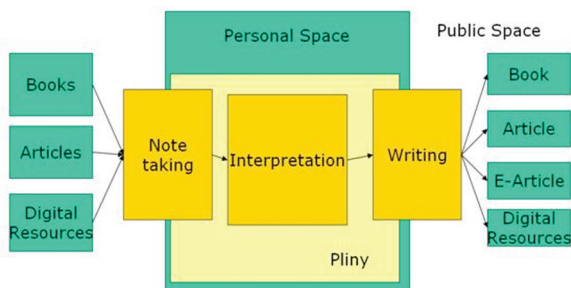 Personal Space
Public Space
Books
Articles
Digital
Resources
Note
taking
Interpretation
Writing
Pliny
Book
Article
E-Article
Digital
Resources